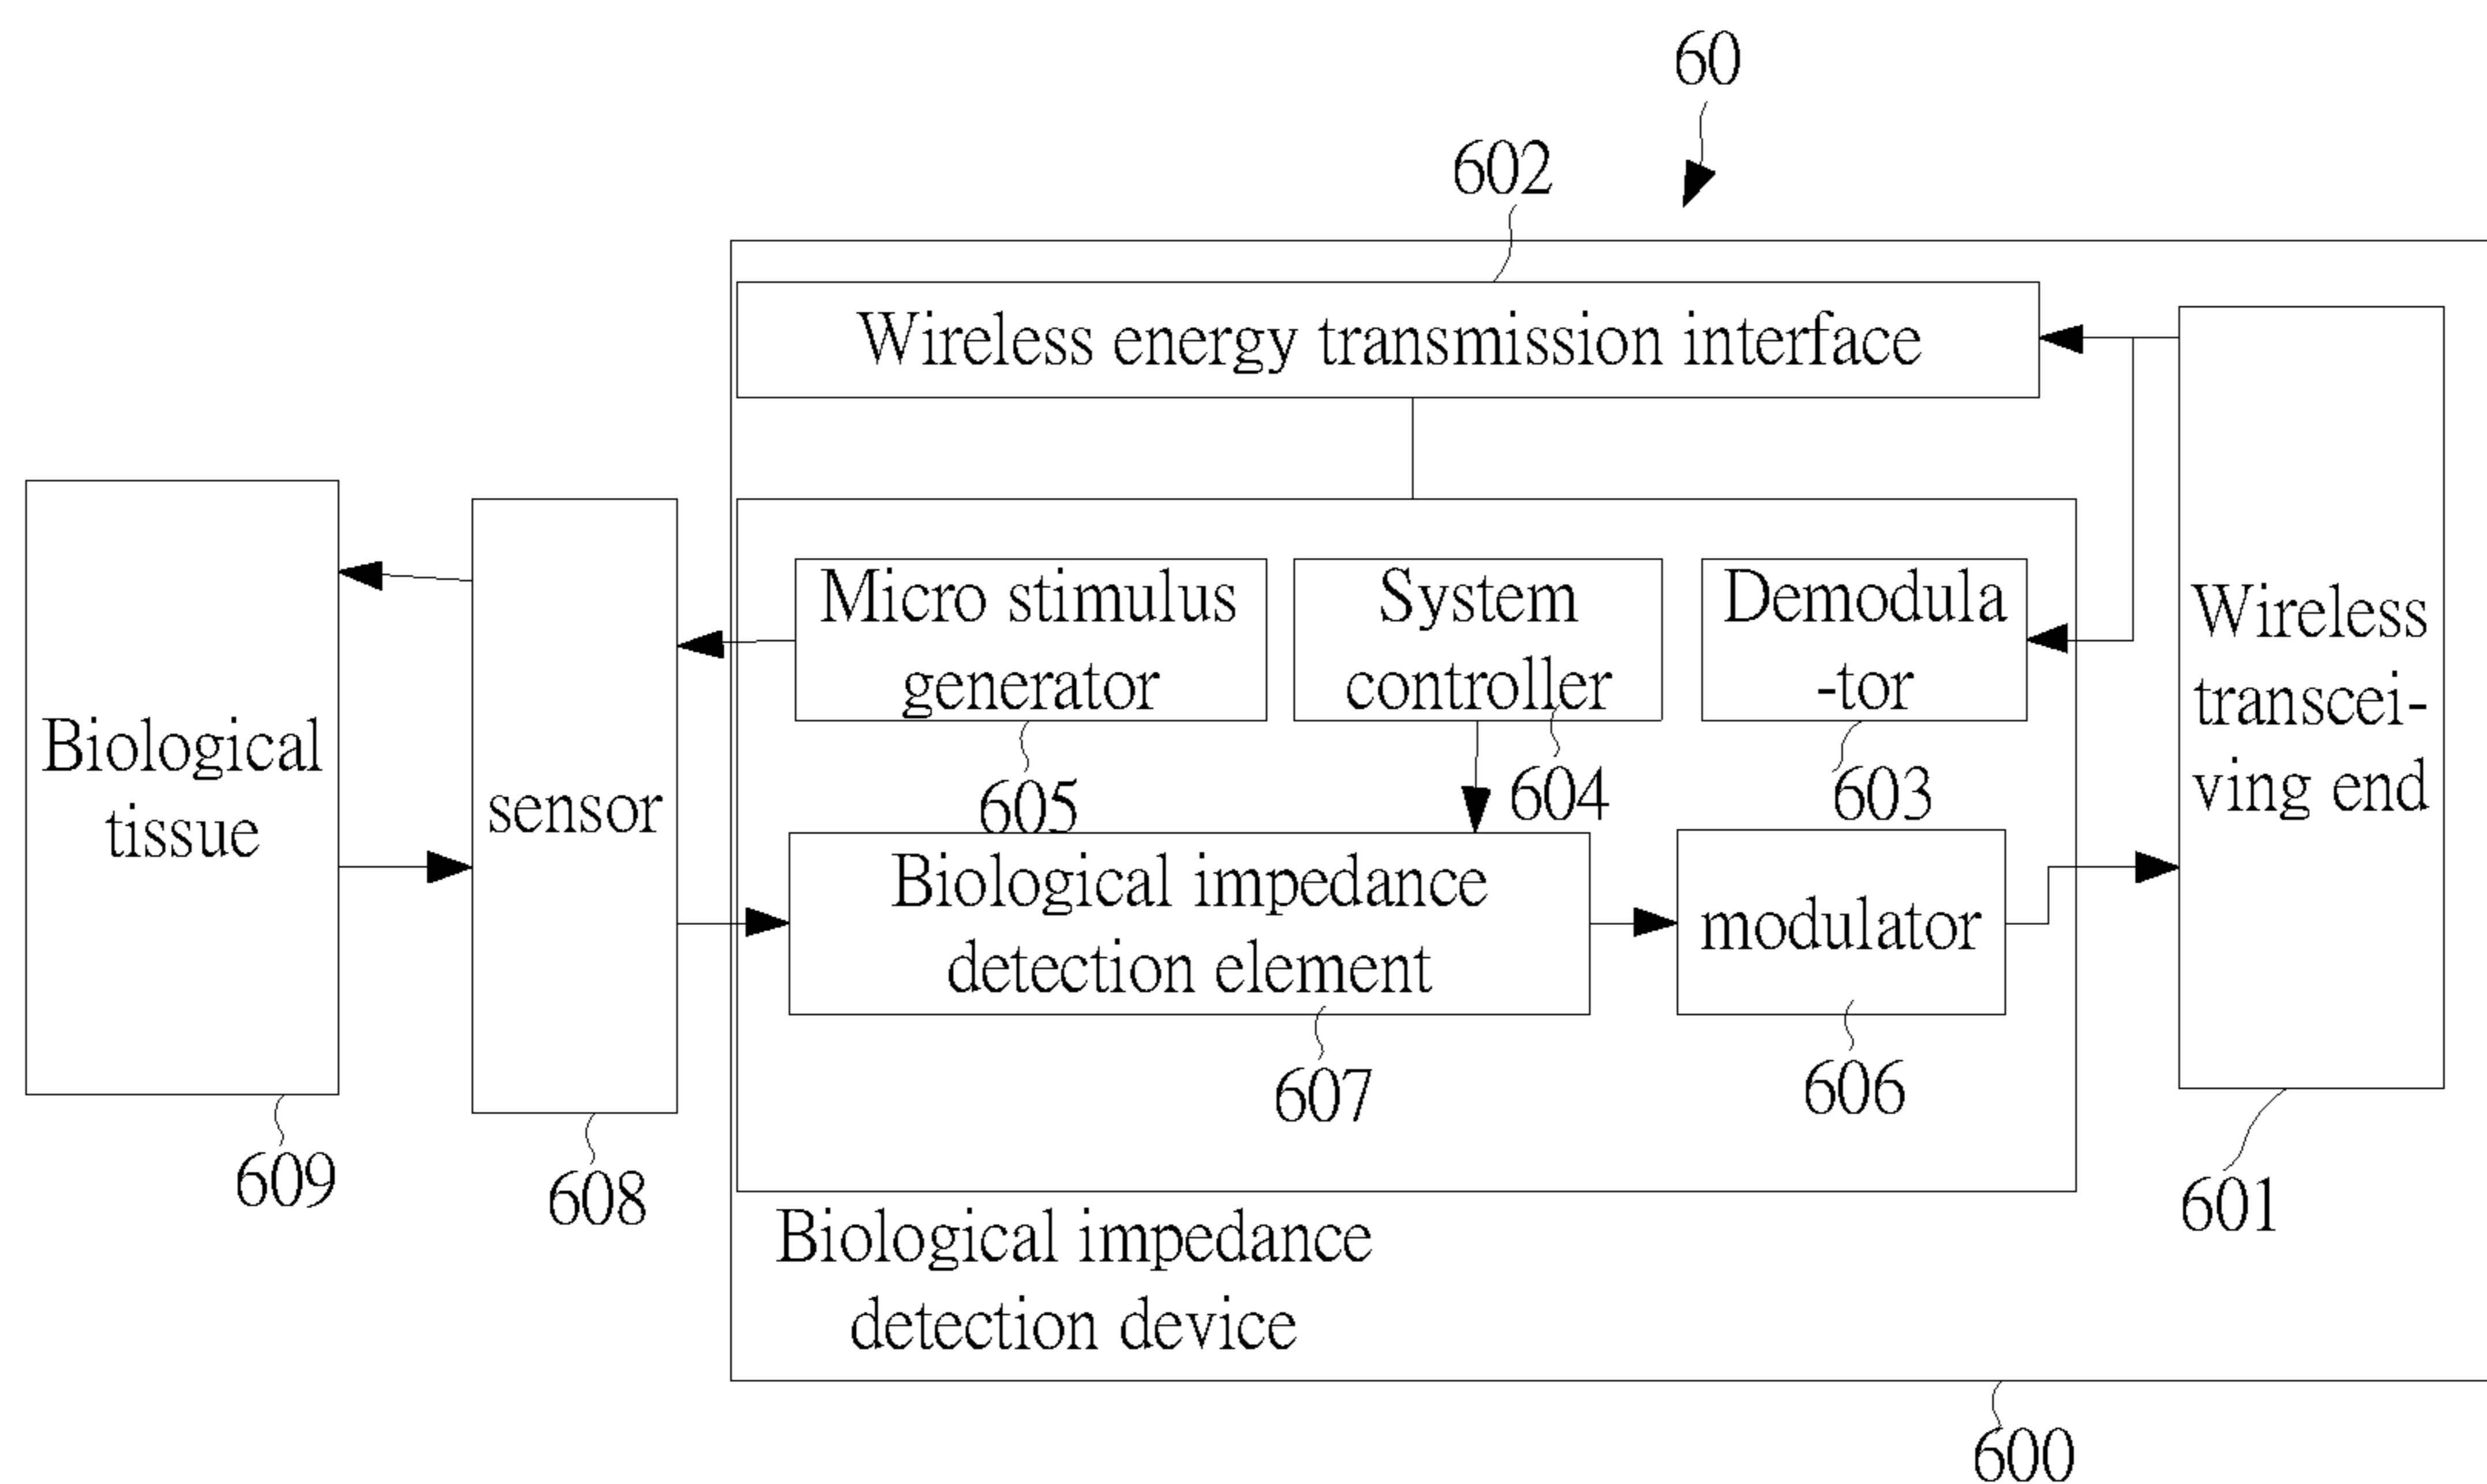 60
602
Wireless energy transmission interface
Micro stimulus
generator
System
controller
Demodula
-tor
Wireless
transcei-
ving end
Biological
tissue
sensor
605
604
603
Biological impedance
detection element
modulator
607
606
609
608
601
Biological impedance
detection device
600